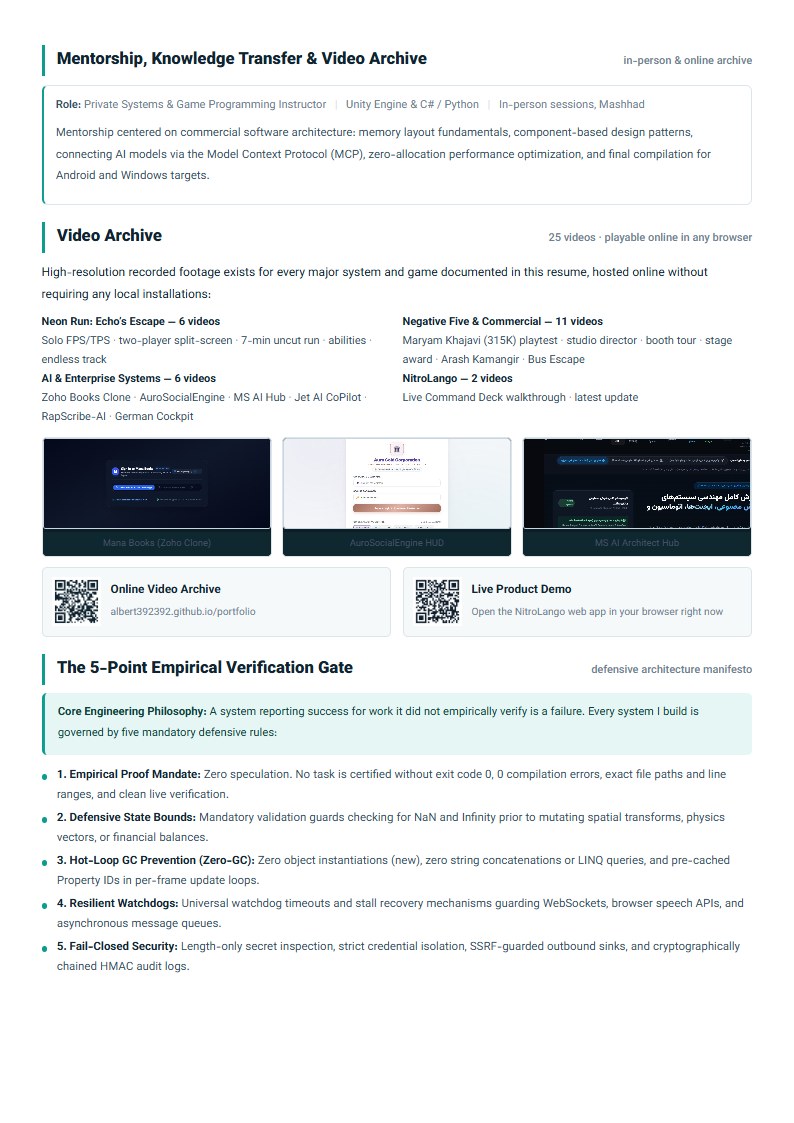 Mentorship, Knowledge Transfer & Video Archive
in-person & online archive
Role: Private Systems & Game Programming Instructor | Unity Engine & C# / Python | In-person sessions, Mashhad
Mentorship centered on commercial software architecture: memory layout fundamentals, component-based design patterns,
connecting AI models via the Model Context Protocol (MCP), zero-allocation performance optimization, and final compilation for
Android and Windows targets.
Video Archive
25 videos · playable online in any browser
High-resolution recorded footage exists for every major system and game documented in this resume, hosted online without
requiring any local installations:
Neon Run: Echo's Escape — 6 videos
Solo FPS/TPS · two-player split-screen · 7-min uncut run · abilities ·
endless track
AI & Enterprise Systems — 6 videos
Zoho Books Clone · AuroSocialEngine · MS AI Hub · Jet AI CoPilot ·
RapScribe-AI · German Cockpit
Negative Five & Commercial — 11 videos
Maryam Khajavi (315K) playtest · studio director · booth tour · stage
award · Arash Kamangir · Bus Escape
NitroLango — 2 videos
Live Command Deck walkthrough · latest update
Aura Gold Corporation
Mana Books (Zoho Clone)
AuroSocialEngine HUD
MS AI Architect Hub
Online Video Archive
albert392392.github.io/portfolio
Live Product Demo
Open the NitroLango web app in your browser right now
The 5-Point Empirical Verification Gate
defensive architecture manifesto
Core Engineering Philosophy: A system reporting success for work it did not empirically verify is a failure. Every system I build is
governed by five mandatory defensive rules:
1. Empirical Proof Mandate: Zero speculation. No task is certified without exit code 0, 0 compilation errors, exact file paths and line
ranges, and clean live verification.
2. Defensive State Bounds: Mandatory validation guards checking for NaN and Infinity prior to mutating spatial transforms, physics
vectors, or financial balances.
3. Hot-Loop GC Prevention (Zero-GC): Zero object instantiations (new), zero string concatenations or LINQ queries, and pre-cached
Property IDs in per-frame update loops.
4. Resilient Watchdogs: Universal watchdog timeouts and stall recovery mechanisms guarding WebSockets, browser speech APIs, and
asynchronous message queues.
5. Fail-Closed Security: Length-only secret inspection, strict credential isolation, SSRF-guarded outbound sinks, and cryptographically
chained HMAC audit logs.